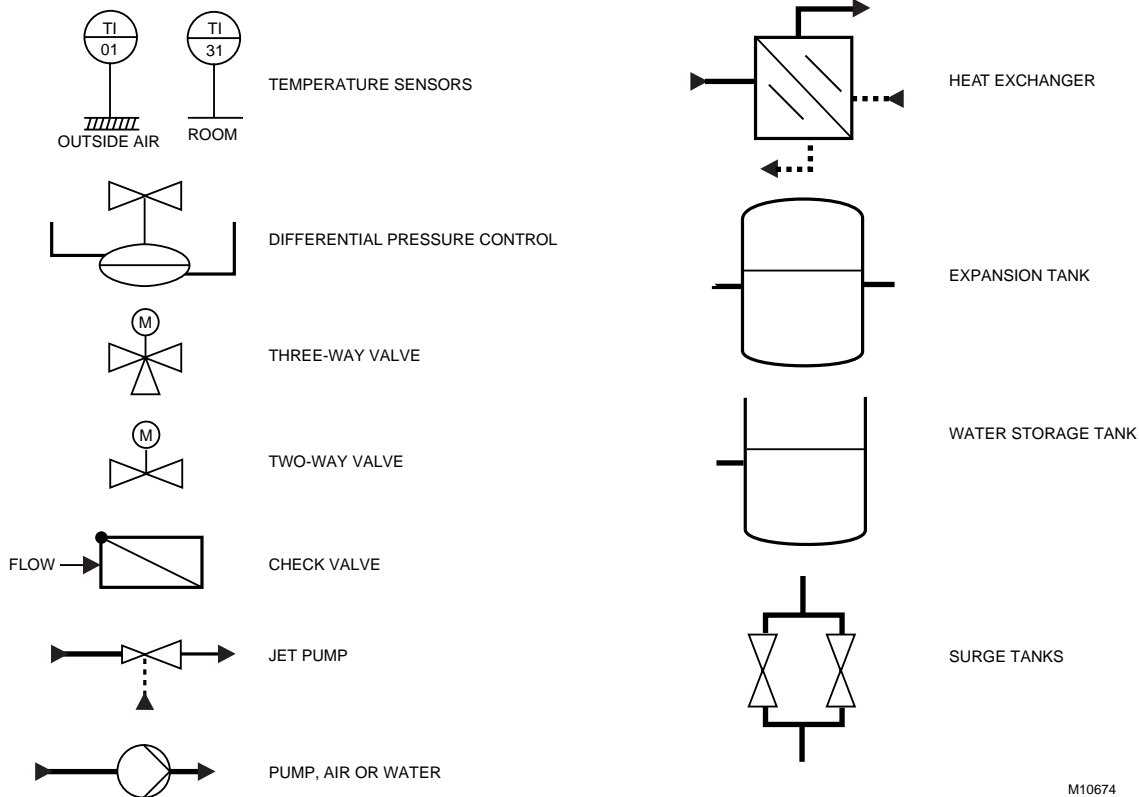 TI
01
TI
31
TEMPERATURE SENSORS
OUTSIDE AIR
ROOM
DIFFERENTIAL PRESSURE CONTROL
M
THREE-WAY VALVE
M
TWO-WAY VALVE
FLOW
CHECK VALVE
JET PUMP
PUMP, AIR OR WATER
HEAT EXCHANGER
EXPANSION TANK
WATER STORAGE TANK
SURGE TANKS
M10674